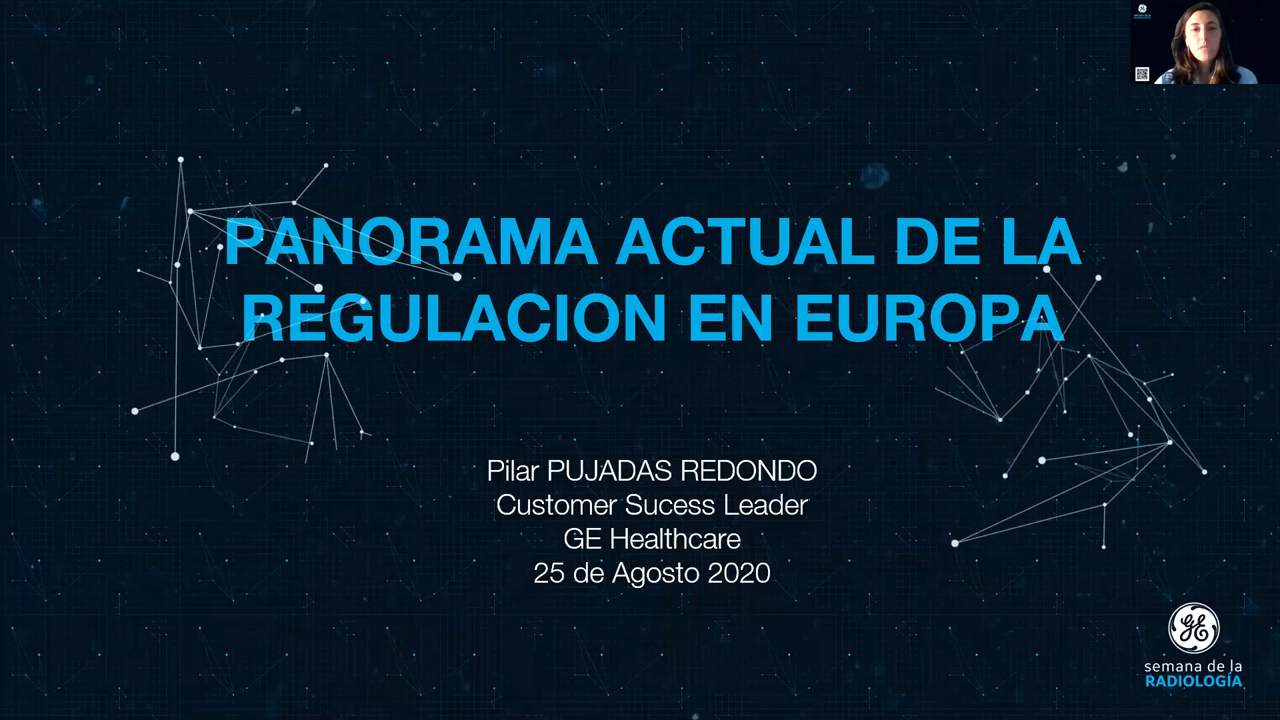 PANORAMA ACTUAL DE LA
REGULACION EN EUROPA
Pilar PUJADAS REDONDO
Customer Sucess Leader
GE Healthcare
25 de Agosto 2020
GE
semana de la
RADIOLOGÍA